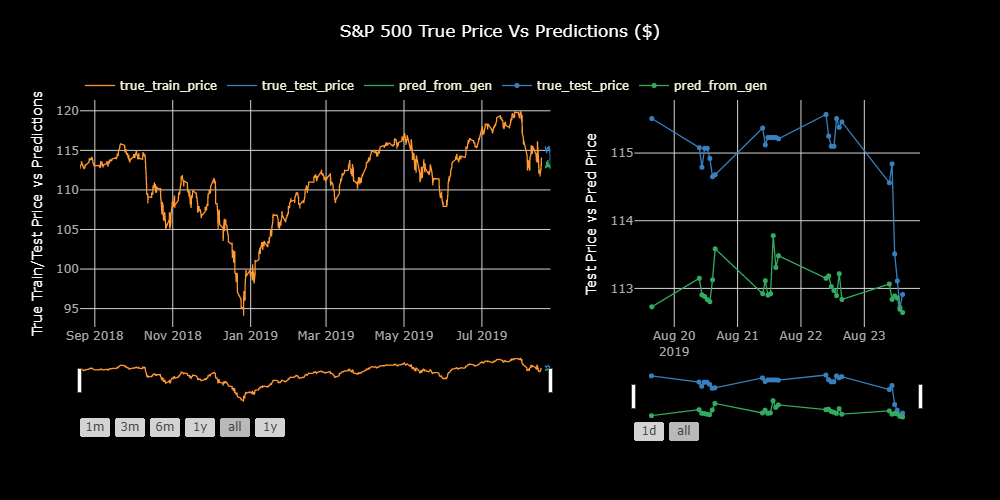 S&P 500 True Price Vs Predictions ($)
true_train_price true_test_price pred_from_gen true_test_price pred_from_gen
True Train/Test Price vs Predictions
120
115
110
105
100
95
Sep 2018 Nov 2018 Jan 2019 Mar 2019 May 2019 Jul 2019
1m 3m 6m 1y all 1y
Test Price vs Pred Price
115
114
113
Aug 20 Aug 21 Aug 22 Aug 23
2019
1d all